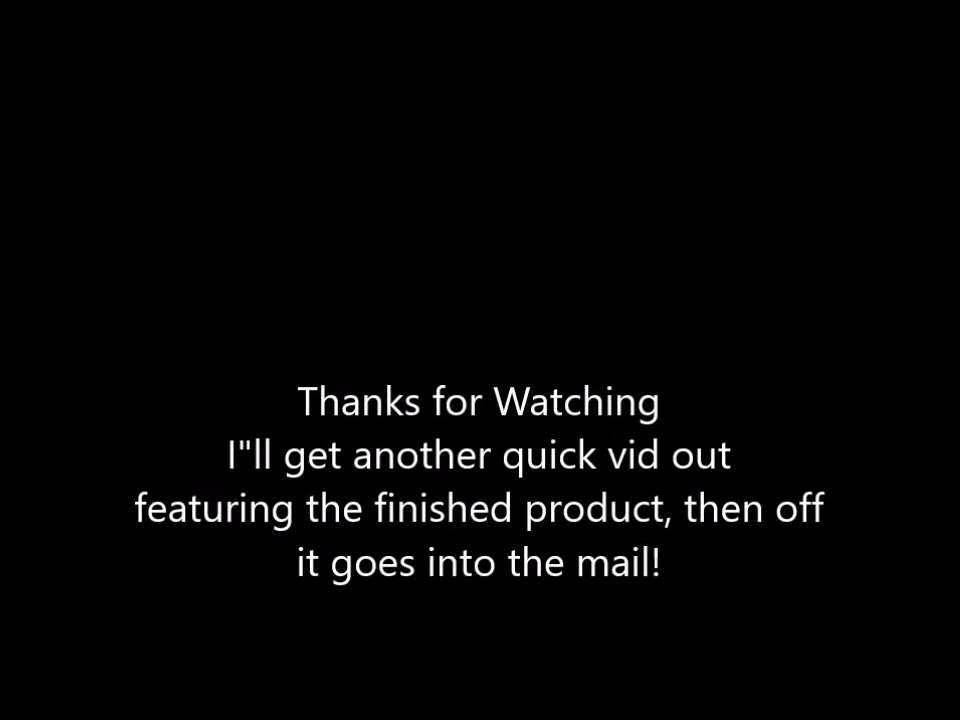 Thanks for Watching
I"ll get another quick vid out
featuring the finished product, then off
it goes into the mail!